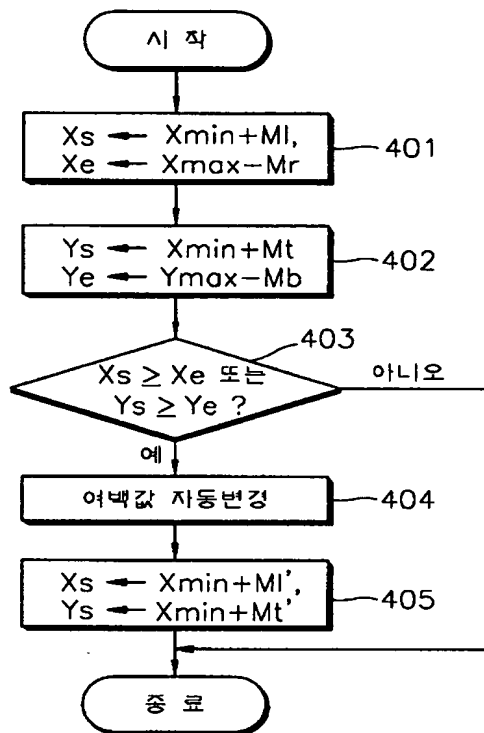 시 작
Xs ← Xmin+Ml,
Xe ← Xmax-Mr
401
Ys ← Xmin+Mt
Ye ← Ymax-Mb
402
403
Xs ≥ Xe 또는
Ys ≥ Ye ?
아니오
예
여백값 자동변경
404
Xs ← Xmin+Ml',
Ys ← Xmin+Mt'
405
종 료